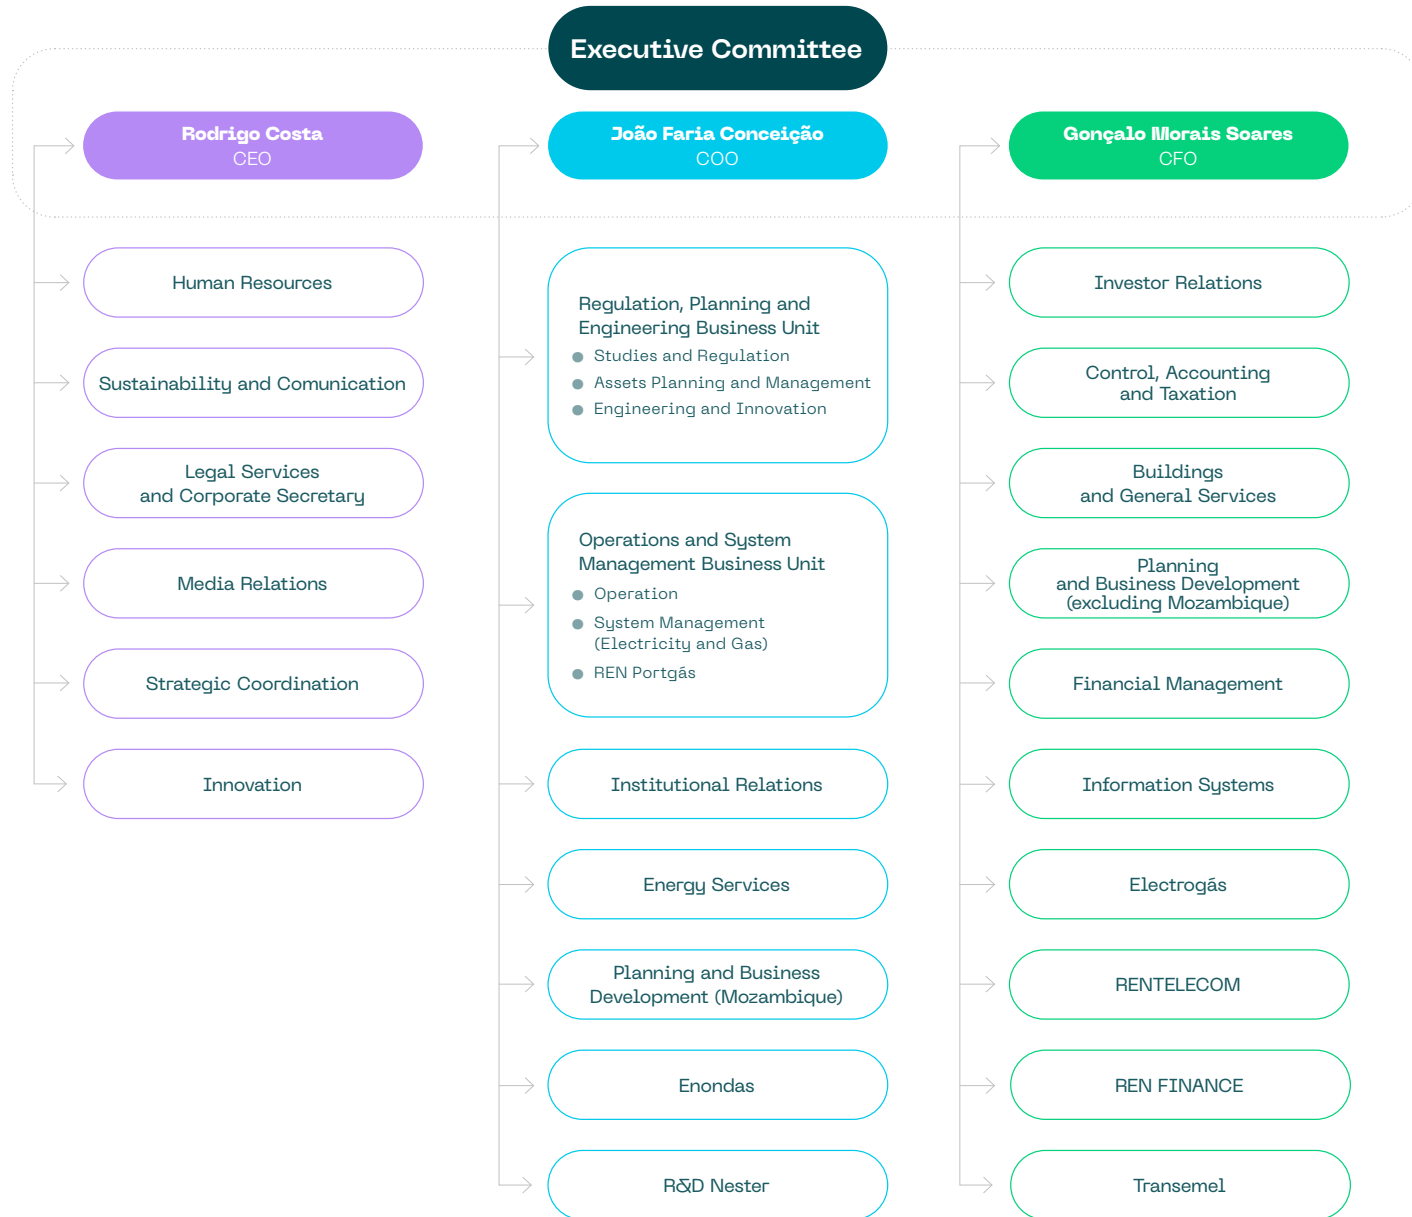 Executive Committee
Rodrigo Costa
CEO
Human Resources
Sustainability and Comunication
Legal Services
and Corporate Secretary
Media Relations
Strategic Coordination
Innovation
João Faria Conceição
COO
Regulation, Planning and
Engineering Business Unit
Studies and Regulation
Assets Planning and Management
Engineering and Innovation
Operations and System
Management Business Unit
Operation
System Management
(Electricity and Gas)
REN Portgás
Institutional Relations
Energy Services
Planning and Business
Development (Mozambique)
Enondas
R&D Nester
Gonçalo Morais Soares
CFO
Investor Relations
Control, Accounting
and Taxation
Buildings
and General Services
Planning
and Business Development
(excluding Mozambique)
Financial Management
Information Systems
Electrogás
RENTELECOM
REN FINANCE
Transemel